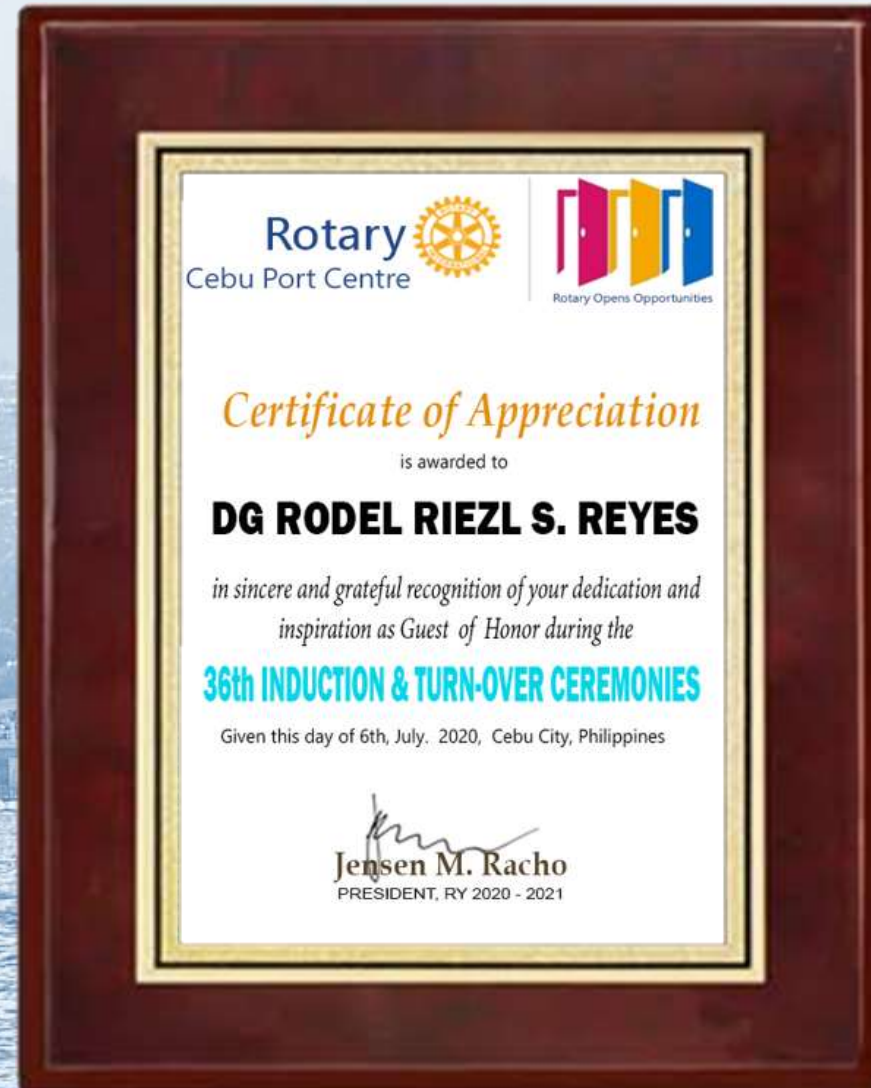 Rotary
Cebu Port Centre
ROTARY
INTERNATIONAL
Rotary Opens Opportunities
Certificate of Appreciation
is awarded to
DG RODEL RIEZL S. REYES
in sincere and grateful recognition of your dedication and
inspiration as Guest of Honor during the
36th INDUCTION & TURN-OVER CEREMONIES
Given this day of 6th, July. 2020, Cebu City, Philippines
Jensen M. Racho
PRESIDENT, RY 2020 - 2021